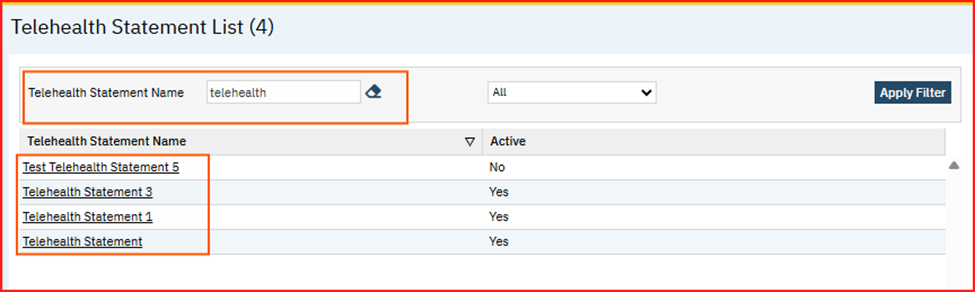 Telehealth Statement List (4)
Telehealth Statement Name telehealth All Apply Filter
Telehealth Statement Name Active
Test Telehealth Statement 5 No
Telehealth Statement 3 Yes
Telehealth Statement 1 Yes
Telehealth Statement Yes